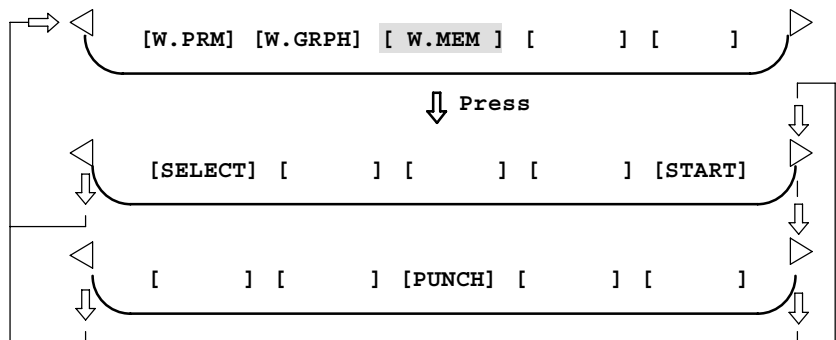 [W.PRM] [W.GRPH] [ W.MEM ] [ ] [ ]
Press
[SELECT] [ ] [ ] [ ] [START]
[ ] [ ] [PUNCH] [ ] [ ]